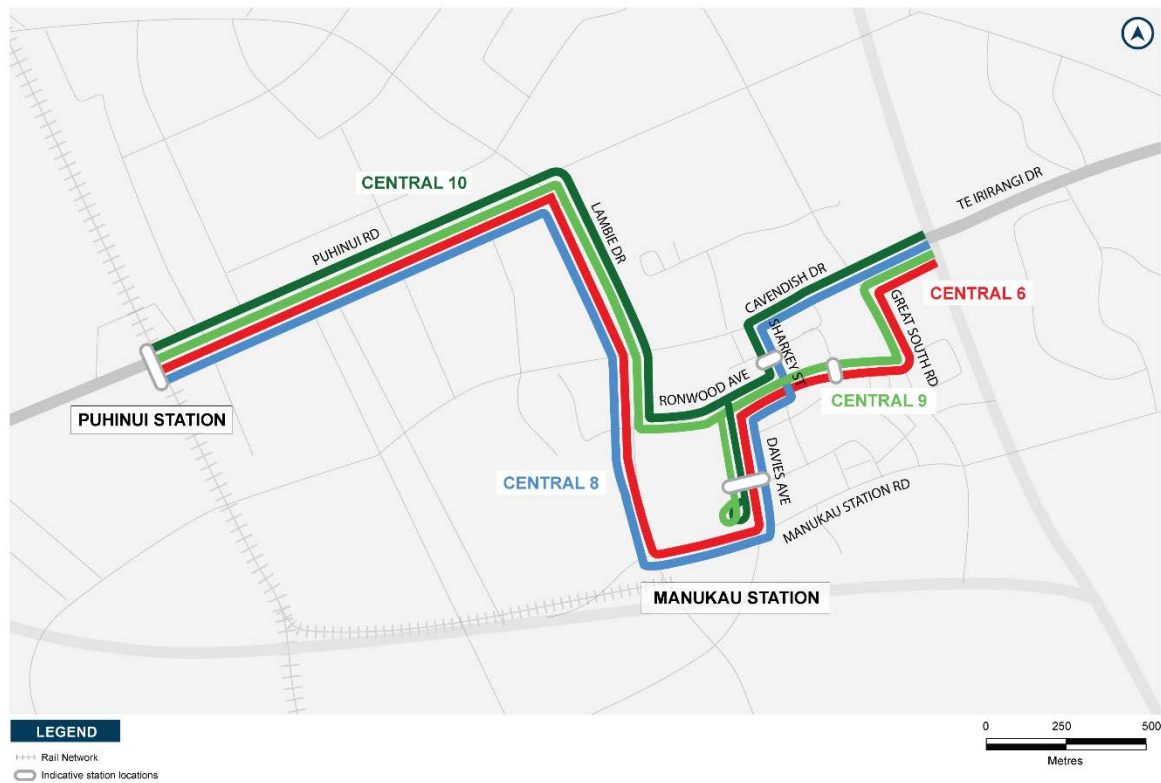 CENTRAL 10
TE IRIRANGI DR
PUHINUI RD
LAMBIE DR
CAVENDISH DR
CENTRAL 6
GREAT SOUTH RD
SHARKEY ST
RONWOOD AVE
CENTRAL 9
PUHINUI STATION
DAVIES AVE
CENTRAL 8
MANUKAU STATION RD
MANUKAU STATION
LEGEND
Rail Network
Indicative station locations
0 250 500
Metres